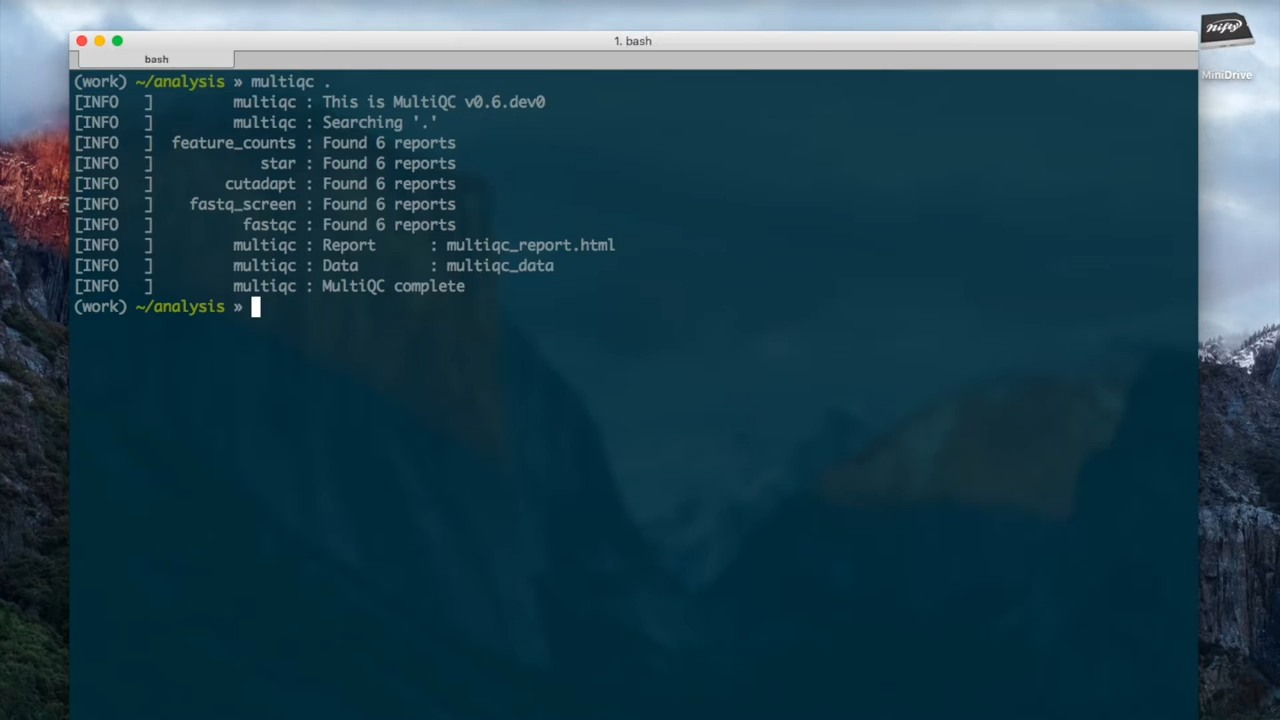 1. bash
Nifty
bash
MiniDrive
(work) ~/analysis » multiqc .
[INFO   ]         multiqc : This is MultiQC v0.6.dev0
[INFO   ]         multiqc : Searching '.'
[INFO   ]  feature_counts : Found 6 reports
[INFO   ]            star : Found 6 reports
[INFO   ]        cutadapt : Found 6 reports
[INFO   ]    fastq_screen : Found 6 reports
[INFO   ]          fastqc : Found 6 reports
[INFO   ]         multiqc : Report      : multiqc_report.html
[INFO   ]         multiqc : Data        : multiqc_data
[INFO   ]         multiqc : MultiQC complete
(work) ~/analysis »